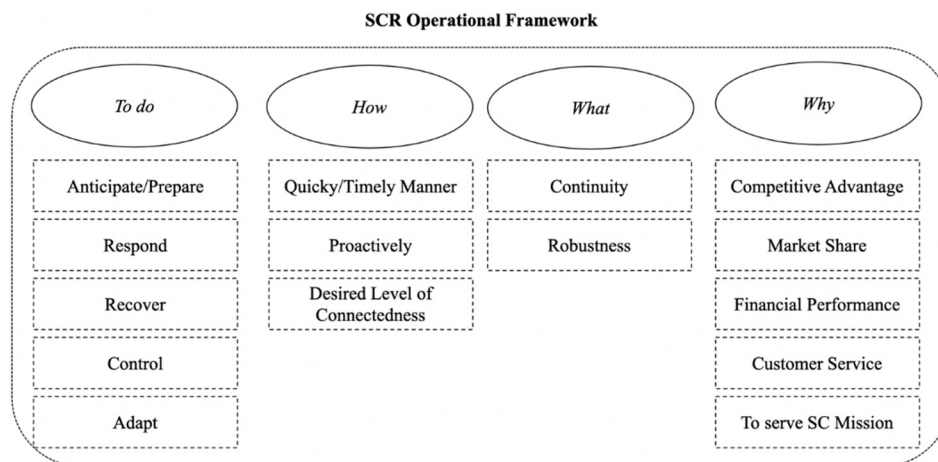 SCR Operational Framework
To do
How
What
Why
Anticipate/Prepare
Quicky/Timely Manner
Continuity
Competitive Advantage
Respond
Proactively
Robustness
Market Share
Recover
Desired Level of
Connectedness
Financial Performance
Control
Customer Service
Adapt
To serve SC Mission